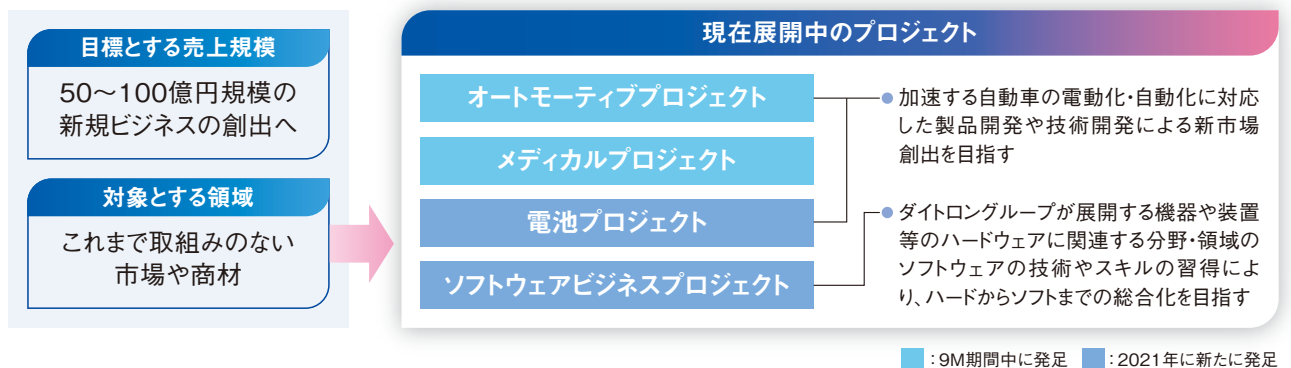 目標とする売上規模
50～100億円規模の
新規ビジネスの創出へ
対象とする領域
これまで取組みのない
市場や商材
現在展開中のプロジェクト
オートモーティブプロジェクト
メディカルプロジェクト
電池プロジェクト
ソフトウェアビジネスプロジェクト
●加速する自動車の電動化・自動化に対応
した製品開発や技術開発による新市場
創出を目指す
●ダイトロングループが展開する機器や装置
等のハードウェアに関連する分野・領域の
ソフトウェアの技術やスキルの習得によ
り、ハードからソフトまでの総合化を目指す
：9M期間中に発足 ：2021年に新たに発足